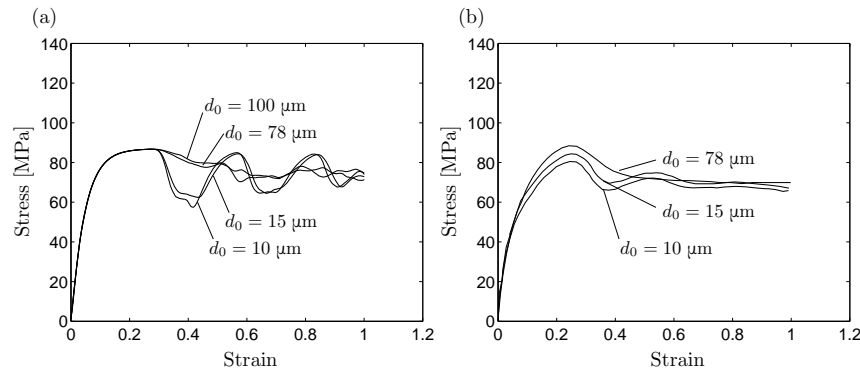 (a)
140
120
100
80
60
40
20
0
Stress [MPa]
d₀ = 100 µm
d₀ = 78 µm
d₀ = 15 µm
d₀ = 10 µm
0 0.2 0.4 0.6 0.8 1 1.2
Strain
(b)
140
120
100
80
60
40
20
0
Stress [MPa]
d₀ = 78 µm
d₀ = 15 µm
d₀ = 10 µm
0 0.2 0.4 0.6 0.8 1 1.2
Strain